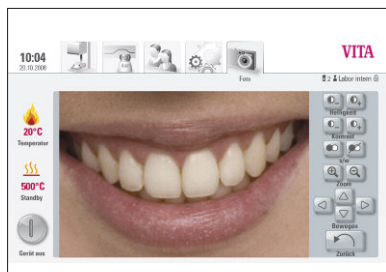 10:04
20.10.2008
VITA
Foto
2 Labor intern
20°C
Temperatur
500°C
Standby
Gerät aus
Helligkeit
Kontrast
s/w
Zoom
Bewegen
Zurück